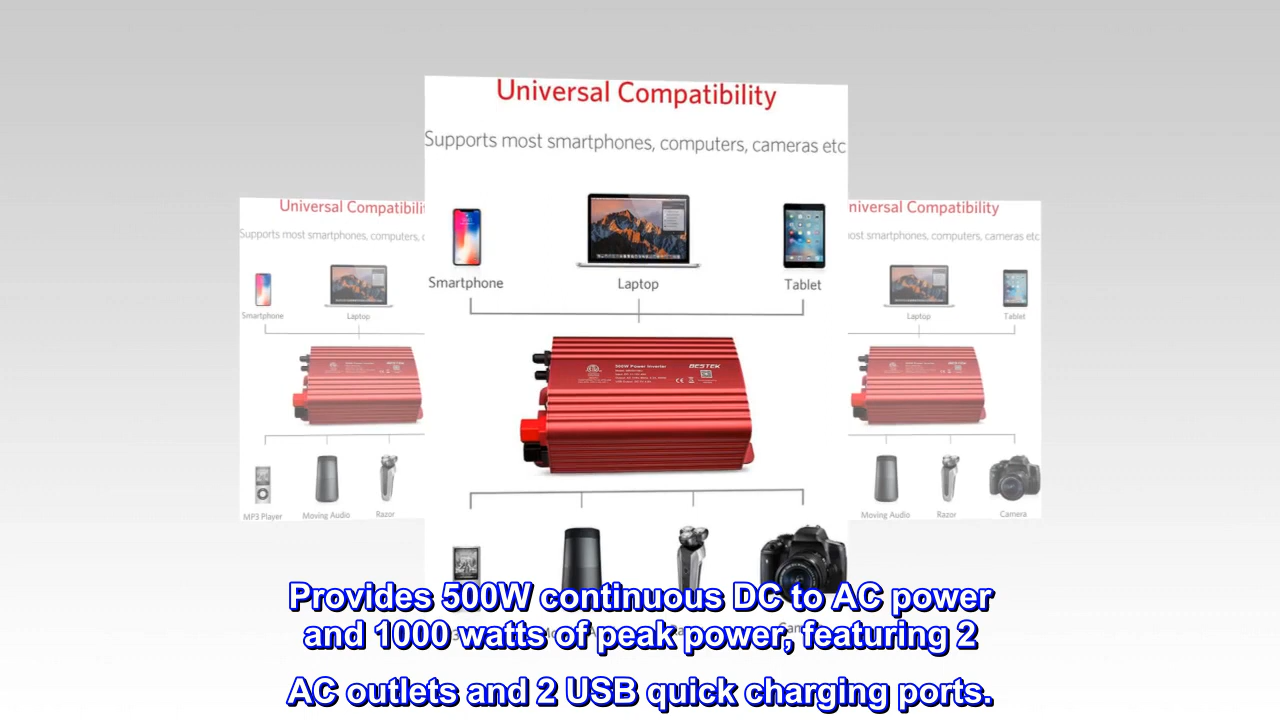 Universal Compatibility
Supports most smartphones, computers, cameras etc
Smartphone
Laptop
Tablet
500W Power Inverter
BESTEK
Universal
Supports most smartphones, computers,
Smartphone
Laptop
MP3 Player
Moving Audio
Razor
Compatibility
smartphones, computers, cameras etc
Laptop
Tablet
BESTEK
Moving Audio
Razor
Camera
Provides 500W continuous DC to AC power
and 1000 watts of peak power, featuring 2
AC outlets and 2 USB quick charging ports.